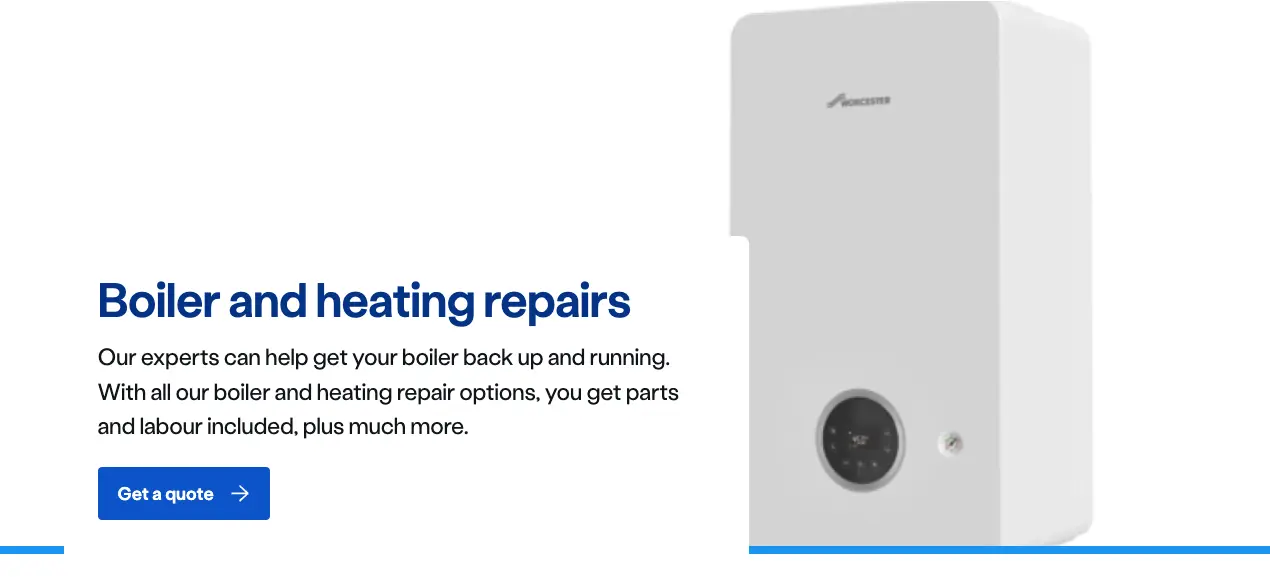 WORCESTER
Boiler and heating repairs
Our experts can help get your boiler back up and running.
With all our boiler and heating repair options, you get parts
and labour included, plus much more.
Get a quote